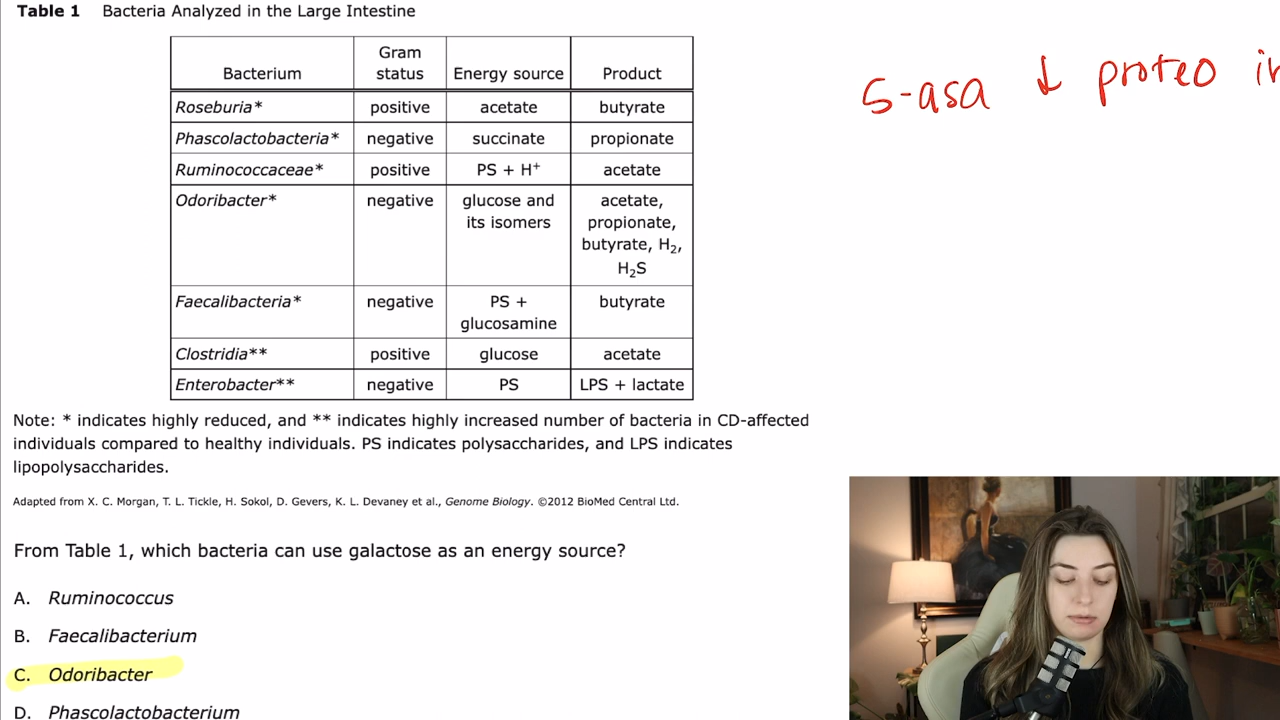 Table 1 Bacteria Analyzed in the Large Intestine
Bacterium Gram status Energy source Product
Roseburia* positive acetate butyrate
Phascolactobacteria* negative succinate propionate
Ruminococcaceae* positive PS + H⁺ acetate
Odoribacter* negative glucose and its isomers acetate, propionate, butyrate, H₂, H₂S
Faecalibacteria* negative PS + glucosamine butyrate
Clostridia** positive glucose acetate
Enterobacter** negative PS LPS + lactate
Note: * indicates highly reduced, and ** indicates highly increased number of bacteria in CD-affected
individuals compared to healthy individuals. PS indicates polysaccharides, and LPS indicates
lipopolysaccharides.
Adapted from X. C. Morgan, T. L. Tickle, H. Sokol, D. Gevers, K. L. Devaney et al., Genome Biology. ©2012 BioMed Central Ltd.
From Table 1, which bacteria can use galactose as an energy source?
A. Ruminococcus
B. Faecalibacterium
C. Odoribacter
D. Phascolactobacterium
5-asa ↓ proteo